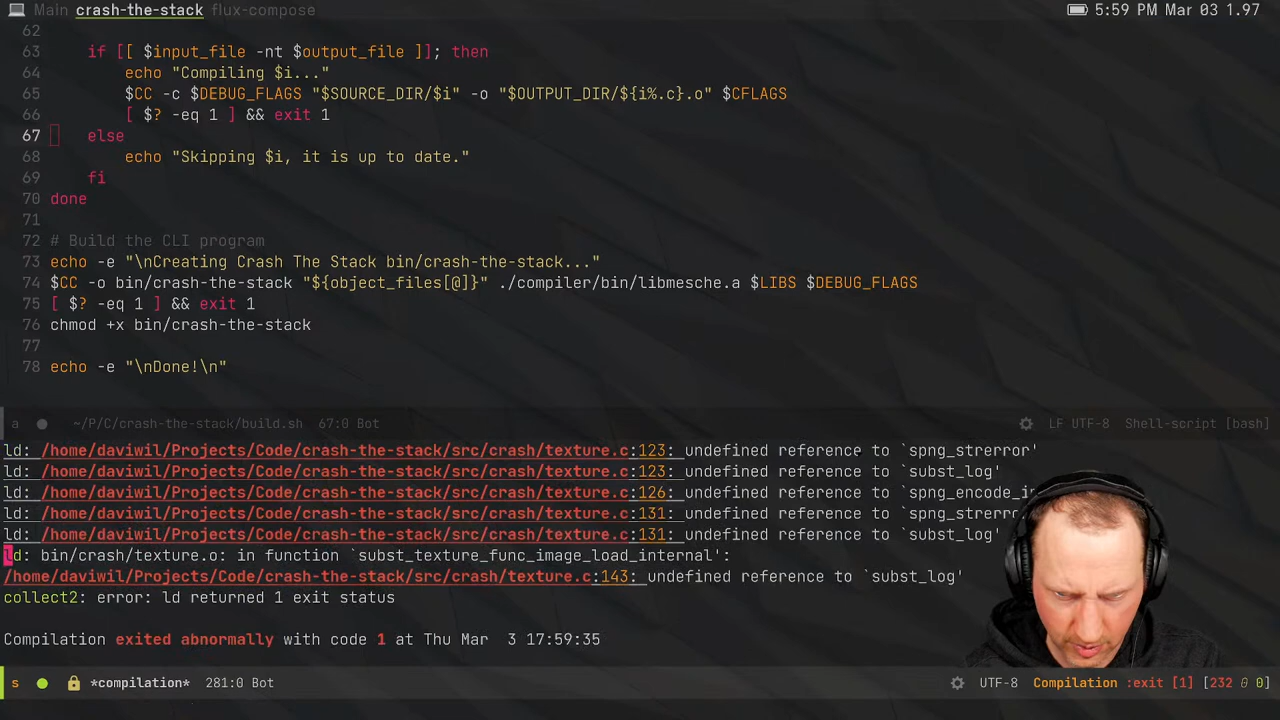 Main crash-the-stack flux-compose 5:59 PM Mar 03 1.97
62
63 if [[ $input_file -nt $output_file ]]; then
64 echo "Compiling $i..."
65 $CC -c $DEBUG_FLAGS "$SOURCE_DIR/$i" -o "$OUTPUT_DIR/${i%.c}.o" $CFLAGS
66 [ $? -eq 1 ] && exit 1
67 else
68 echo "Skipping $i, it is up to date."
69 fi
70 done
71
72 # Build the CLI program
73 echo -e "\nCreating Crash The Stack bin/crash-the-stack..."
74 $CC -o bin/crash-the-stack "${object_files[@]}" ./compiler/bin/libmesche.a $LIBS $DEBUG_FLAGS
75 [ $? -eq 1 ] && exit 1
76 chmod +x bin/crash-the-stack
77
78 echo -e "\nDone!\n"
a ~/P/C/crash-the-stack/build.sh 67:0 Bot LF UTF-8 Shell-script [bash]
ld: /home/daviwil/Projects/Code/crash-the-stack/src/crash/texture.c:123: undefined reference to `spng_strerror'
ld: /home/daviwil/Projects/Code/crash-the-stack/src/crash/texture.c:123: undefined reference to `subst_log'
ld: /home/daviwil/Projects/Code/crash-the-stack/src/crash/texture.c:126: undefined reference to `spng_encode_i
ld: /home/daviwil/Projects/Code/crash-the-stack/src/crash/texture.c:131: undefined reference to `spng_strerro
ld: /home/daviwil/Projects/Code/crash-the-stack/src/crash/texture.c:131: undefined reference to `subst_log'
ld: bin/crash/texture.o: in function `subst_texture_func_image_load_internal':
/home/daviwil/Projects/Code/crash-the-stack/src/crash/texture.c:143: undefined reference to `subst_log'
collect2: error: ld returned 1 exit status
Compilation exited abnormally with code 1 at Thu Mar 3 17:59:35
s *compilation* 281:0 Bot UTF-8 Compilation :exit [1] [232 0 0]